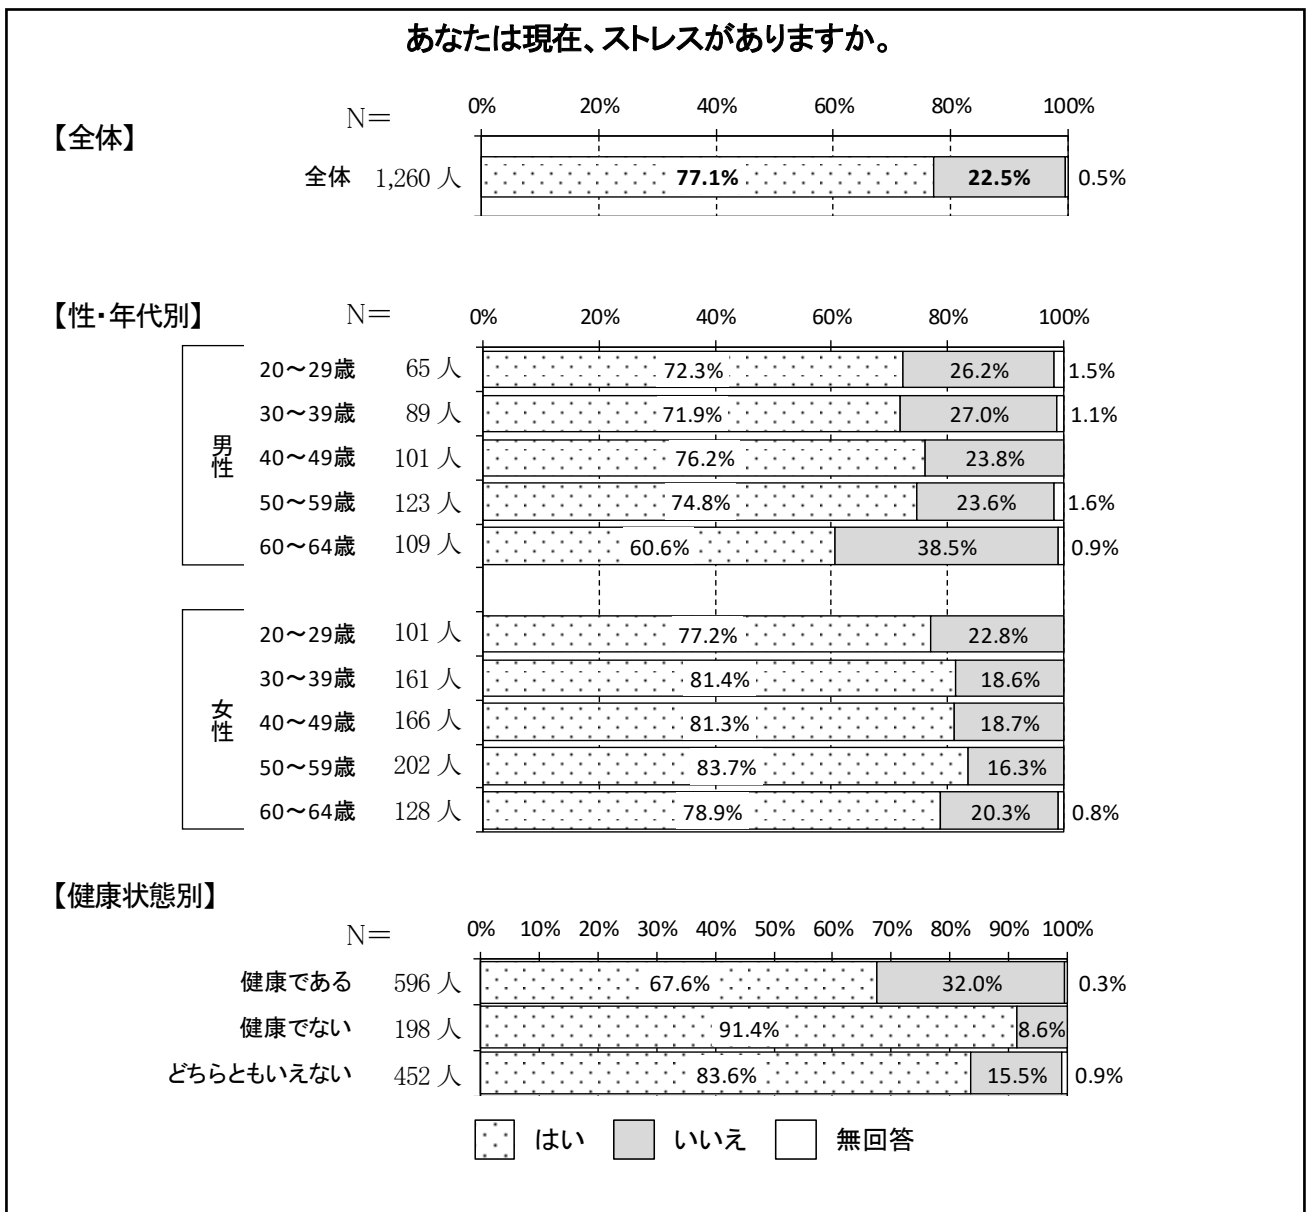 あなたは現在、ストレスがありますか。
【全体】
N＝
0% 20% 40% 60% 80% 100%
全体 1,260 人 77.1% 22.5% 0.5%
【性・年代別】
N＝
0% 20% 40% 60% 80% 100%
男性
20～29歳 65 人 72.3% 26.2% 1.5%
30～39歳 89 人 71.9% 27.0% 1.1%
40～49歳 101 人 76.2% 23.8%
50～59歳 123 人 74.8% 23.6% 1.6%
60～64歳 109 人 60.6% 38.5% 0.9%
女性
20～29歳 101 人 77.2% 22.8%
30～39歳 161 人 81.4% 18.6%
40～49歳 166 人 81.3% 18.7%
50～59歳 202 人 83.7% 16.3%
60～64歳 128 人 78.9% 20.3% 0.8%
【健康状態別】
N＝
0% 10% 20% 30% 40% 50% 60% 70% 80% 90% 100%
健康である 596 人 67.6% 32.0% 0.3%
健康でない 198 人 91.4% 8.6%
どちらともいえない 452 人 83.6% 15.5% 0.9%
はい いいえ 無回答